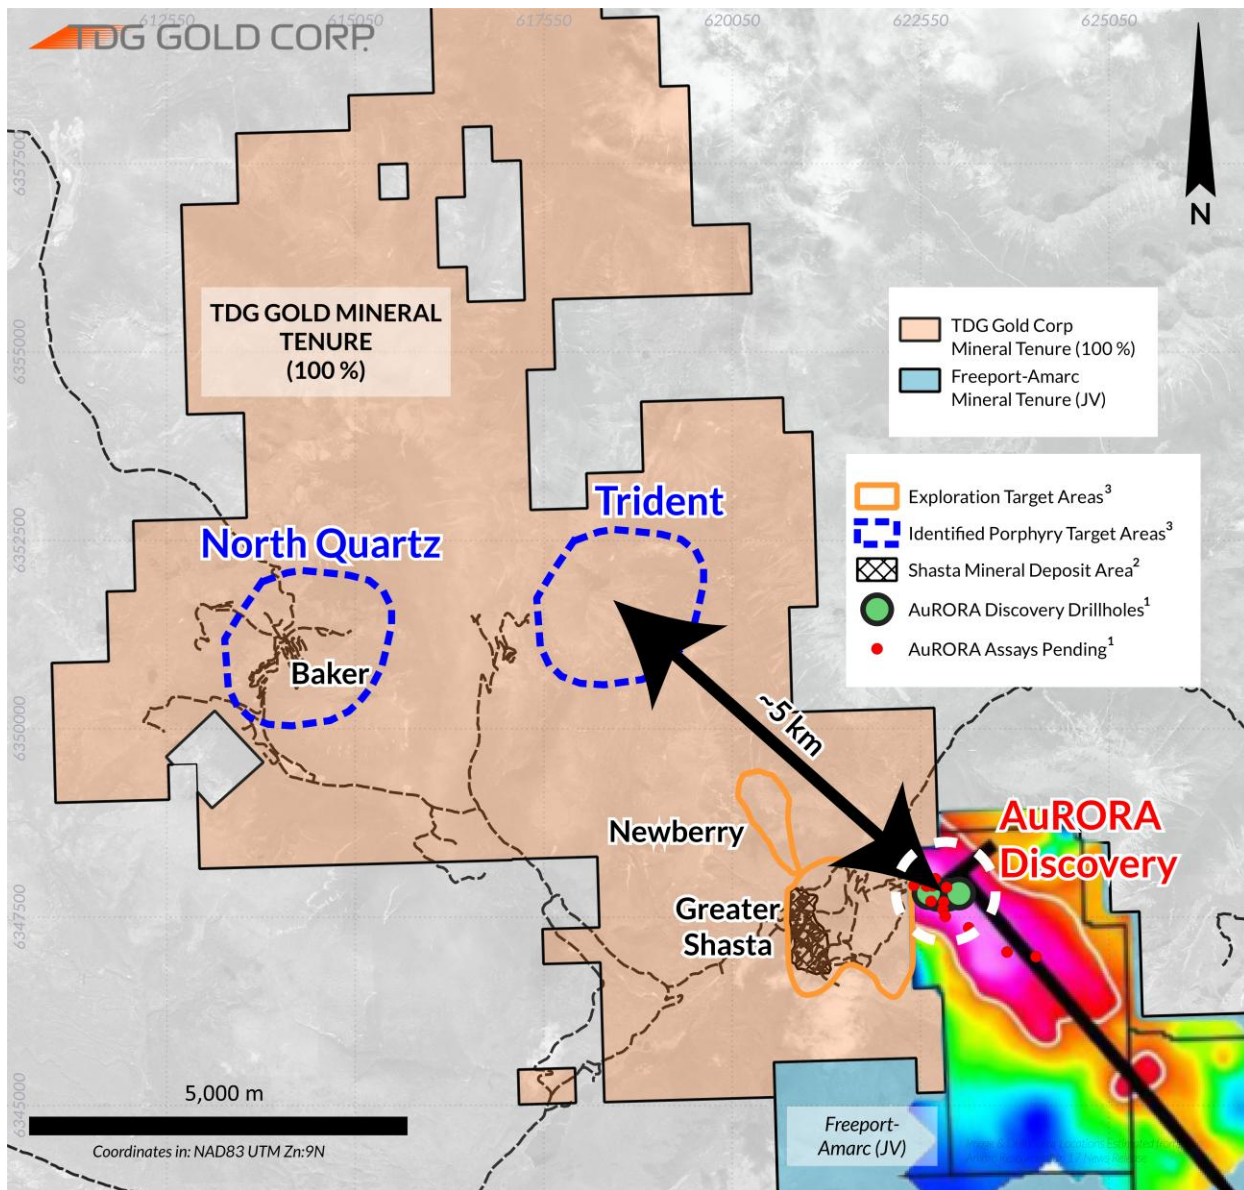 TDG GOLD CORP.
612550
615050
617550
620050
622550
625050
6357500
6355000
6352500
6350000
6347500
6345000
N
TDG GOLD MINERAL
TENURE
(100 %)
TDG Gold Corp
Mineral Tenure (100 %)
Freeport-Amarc
Mineral Tenure (JV)
Exploration Target Areas³
Identified Porphyry Target Areas³
Shasta Mineral Deposit Area²
AuRORA Discovery Drillholes¹
AuRORA Assays Pending¹
Trident
North Quartz
Baker
~5 km
AuRORA
Discovery
Newberry
Greater
Shasta
5,000 m
Coordinates in: NAD83 UTM Zn:9N
Freeport-
Amarc (JV)